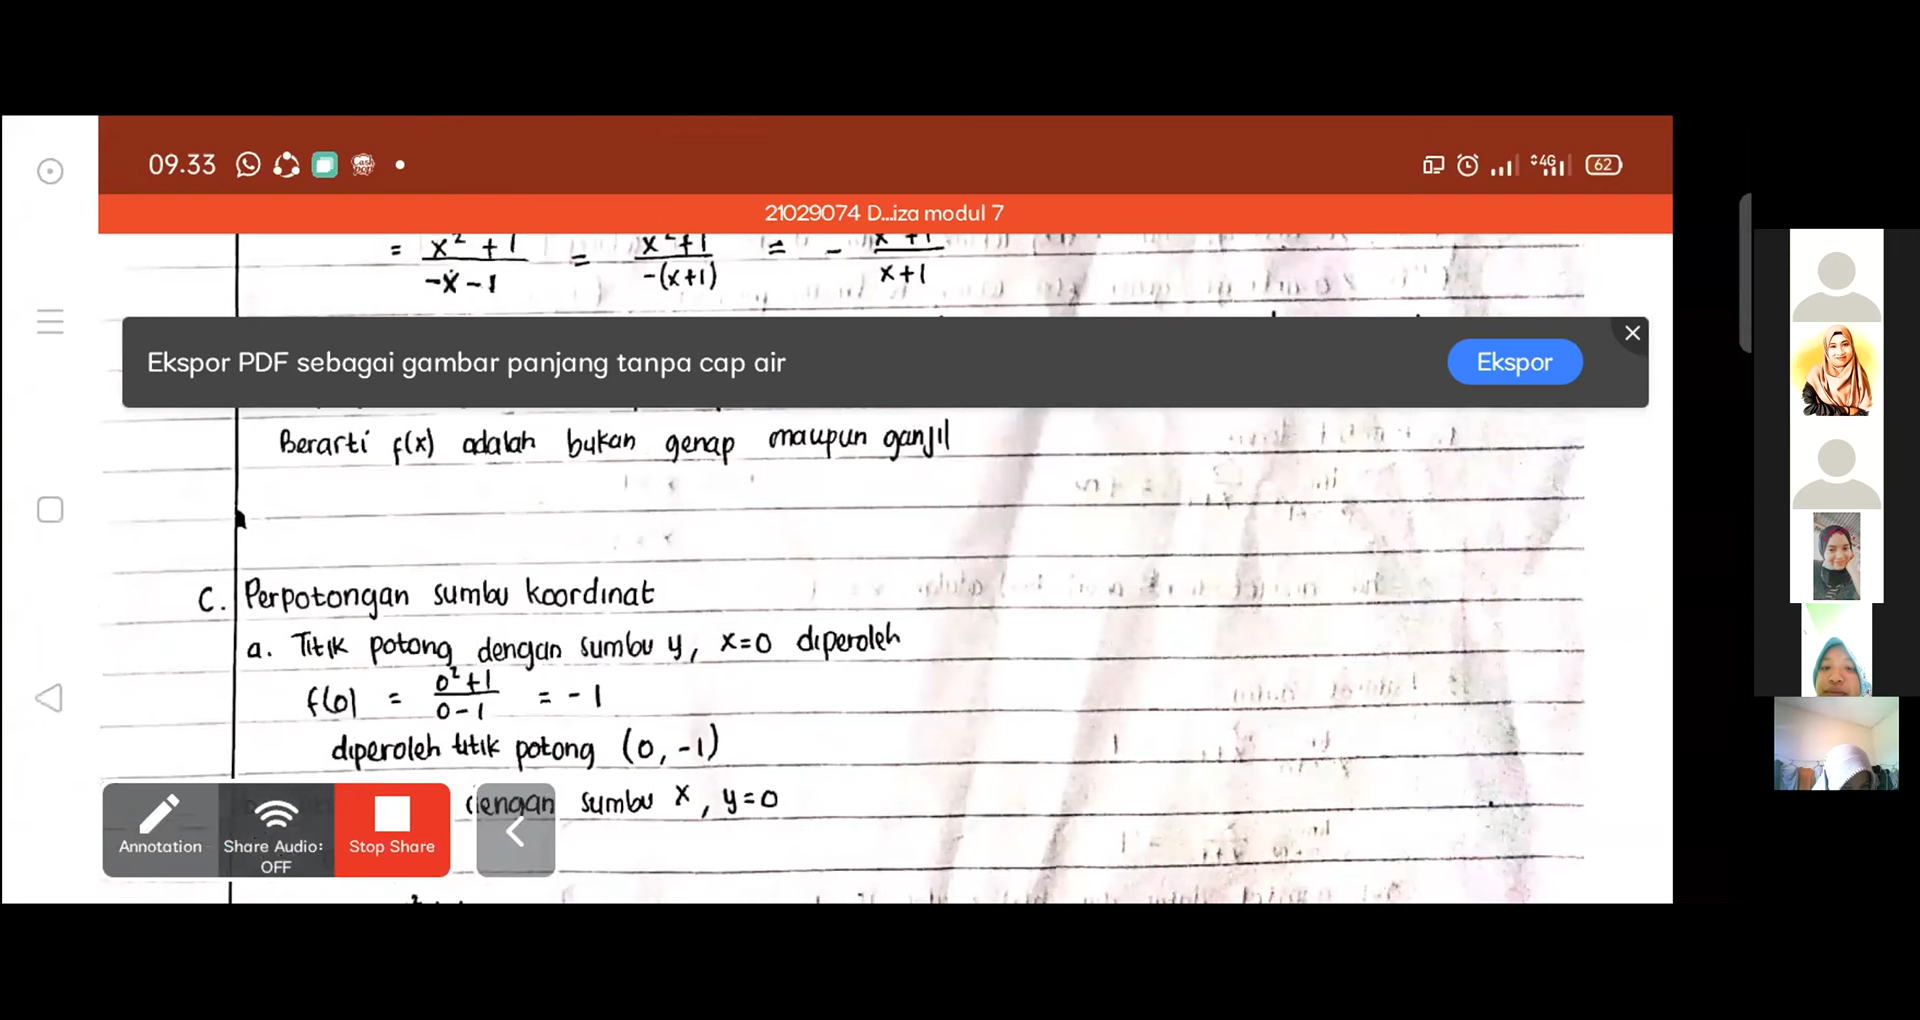 09.33
4G
62
21029074 D...iza modul 7
= x² + 1 / -x - 1 = x² + 1 / -(x+1) = - x² + 1 / x+1
Ekspor PDF sebagai gambar panjang tanpa cap air
Ekspor
Berarti f(x) adalah bukan genap maupun ganjil
C. Perpotongan sumbu koordinat
a. Titik potong dengan sumbu y, x=0 diperoleh
f(0) = 0²+1 / 0-1 = -1
diperoleh titik potong (0, -1)
dengan sumbu x, y=0
Annotation
Share Audio:
OFF
Stop Share